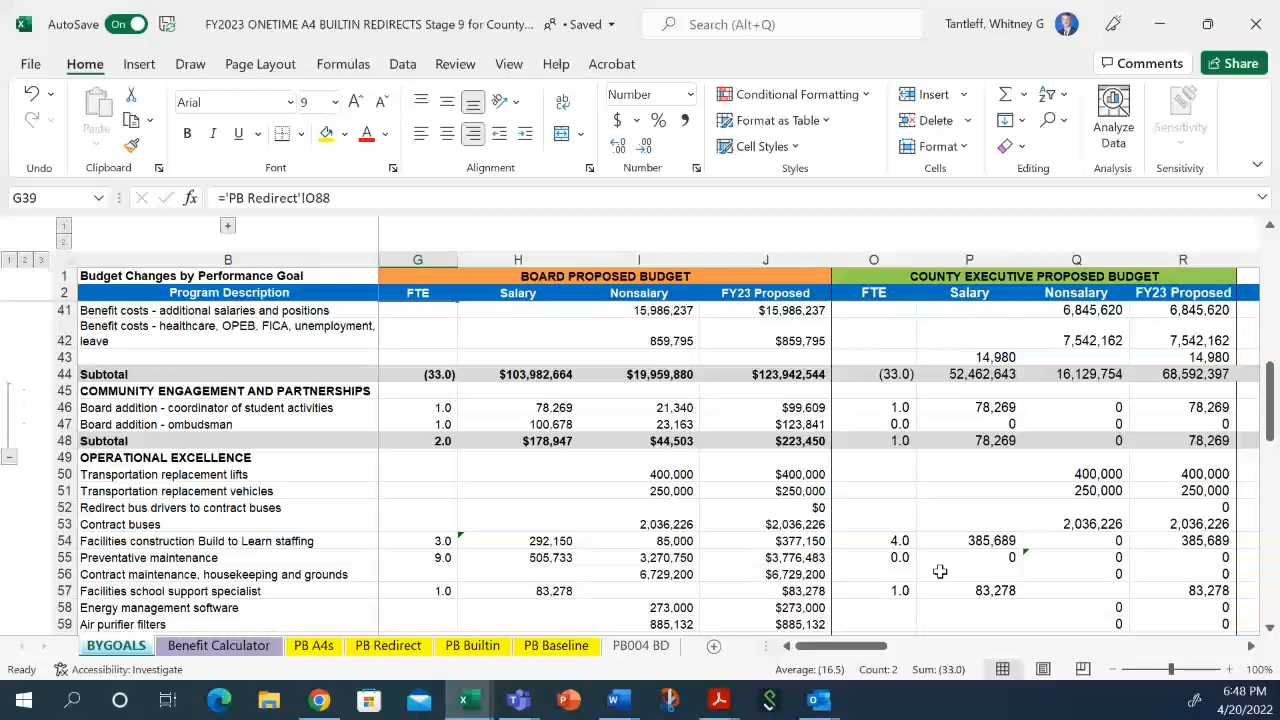 AutoSave On FY2023 ONETIME A4 BUILTIN REDIRECTS Stage 9 for County... • Saved Search (Alt+Q) Tantleff, Whitney G
File Home Insert Draw Page Layout Formulas Data Review View Help Acrobat Comments Share
Arial 9 Number Conditional Formatting Insert
Paste B I U A $ % Format as Table Delete Analyze Data Sensitivity
Cell Styles Format
Undo Clipboard Font Alignment Number Styles Cells Editing Analysis Sensitivity
G39 fx ='PB Redirect'!O88
1
2
1 2 3 B G H I J O P Q R
1 Budget Changes by Performance Goal BOARD PROPOSED BUDGET COUNTY EXECUTIVE PROPOSED BUDGET
2 Program Description FTE Salary Nonsalary FY23 Proposed FTE Salary Nonsalary FY23 Proposed
41 Benefit costs - additional salaries and positions 15,986,237 $15,986,237 6,845,620 6,845,620
Benefit costs - healthcare, OPEB, FICA, unemployment,
42 leave 859,795 $859,795 7,542,162 7,542,162
43 14,980 14,980
44 Subtotal (33.0) $103,982,664 $19,959,880 $123,942,544 (33.0) 52,462,643 16,129,754 68,592,397
45 COMMUNITY ENGAGEMENT AND PARTNERSHIPS
46 Board addition - coordinator of student activities 1.0 78,269 21,340 $99,609 1.0 78,269 0 78,269
47 Board addition - ombudsman 1.0 100,678 23,163 $123,841 0.0 0 0 0
48 Subtotal 2.0 $178,947 $44,503 $223,450 1.0 78,269 0 78,269
49 OPERATIONAL EXCELLENCE
50 Transportation replacement lifts 400,000 $400,000 400,000 400,000
51 Transportation replacement vehicles 250,000 $250,000 250,000 250,000
52 Redirect bus drivers to contract buses $0 0
53 Contract buses 2,036,226 $2,036,226 2,036,226 2,036,226
54 Facilities construction Build to Learn staffing 3.0 292,150 85,000 $377,150 4.0 385,689 0 385,689
55 Preventative maintenance 9.0 505,733 3,270,750 $3,776,483 0.0 0 0 0
56 Contract maintenance, housekeeping and grounds 6,729,200 $6,729,200 0 0
57 Facilities school support specialist 1.0 83,278 $83,278 1.0 83,278 0 83,278
58 Energy management software 273,000 $273,000 0 0
59 Air purifier filters 885,132 $885,132 0 0
BYGOALS Benefit Calculator PB A4s PB Redirect PB Builtin PB Baseline PB004 BD
Ready Accessibility: Investigate Average: (16.5) Count: 2 Sum: (33.0) 100%
6:48 PM
4/20/2022